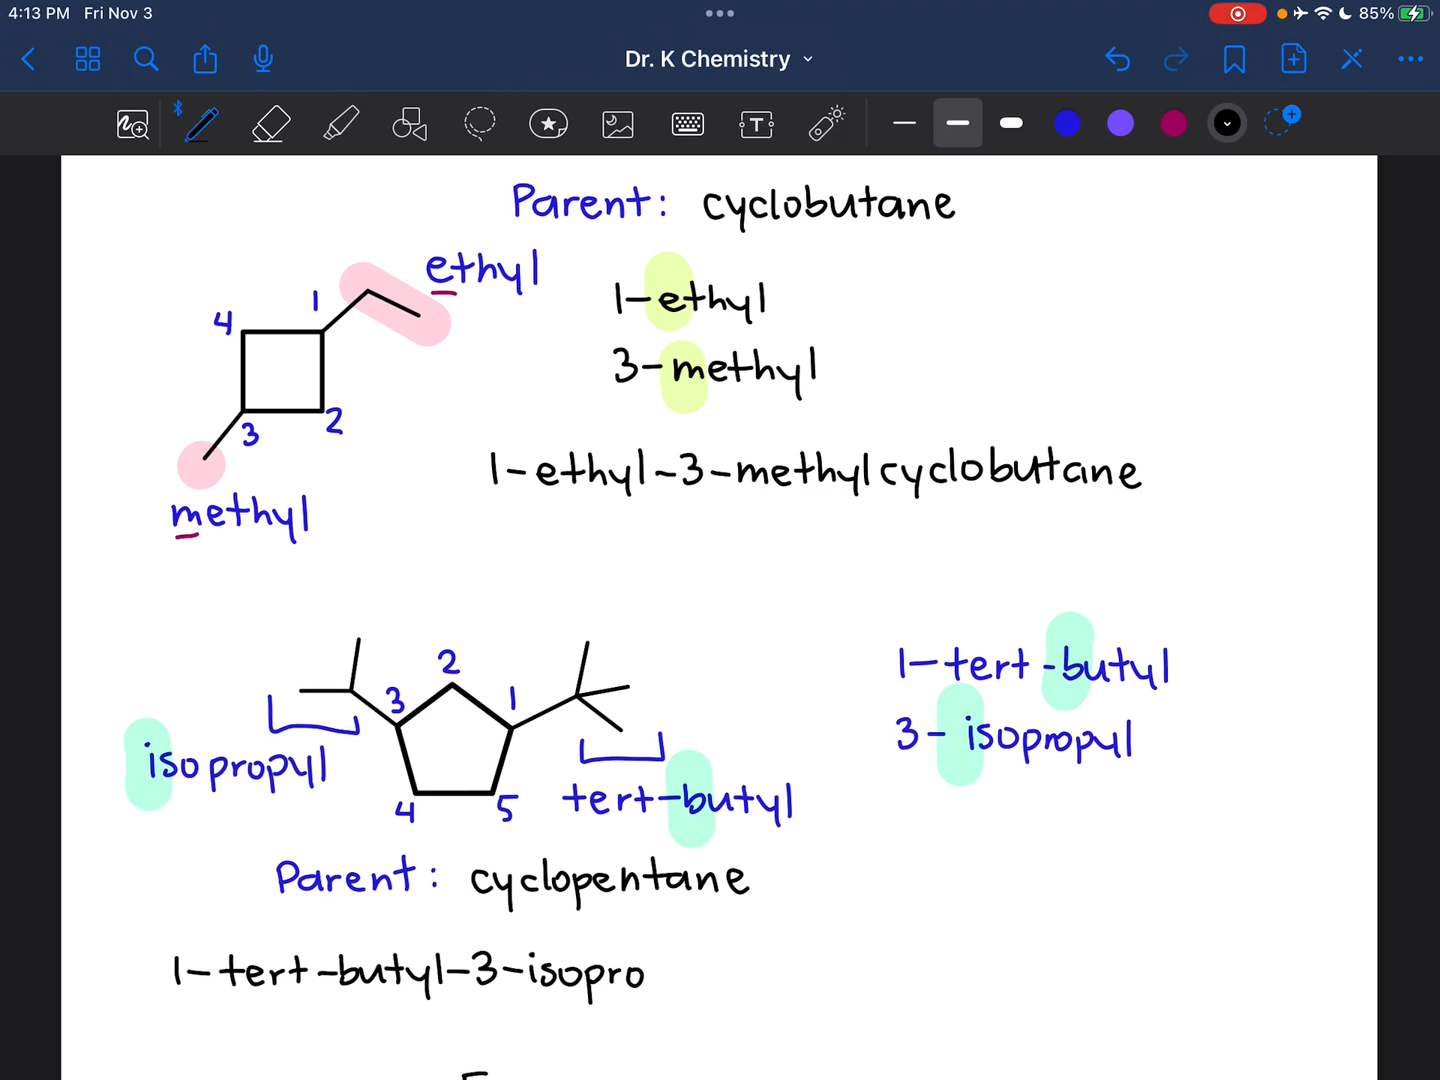 4:13 PM Fri Nov 3
85%
Dr. K Chemistry
T
Parent: cyclobutane
ethyl
1
4
3
2
methyl
1-ethyl
3-methyl
1-ethyl-3-methylcyclobutane
2
3
1
4
5
isopropyl
tert-butyl
1-tert-butyl
3-isopropyl
Parent: cyclopentane
1-tert-butyl-3-isopro